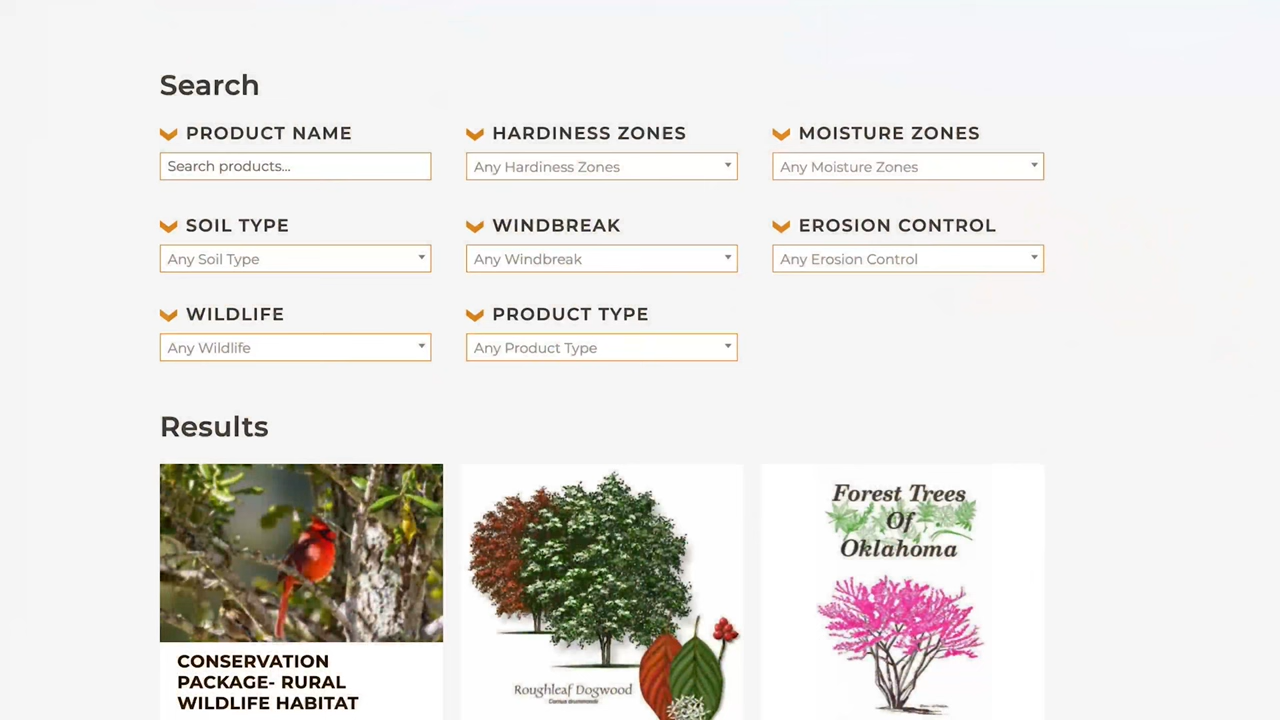 Search
PRODUCT NAME
HARDINESS ZONES
MOISTURE ZONES
Search products...
Any Hardiness Zones
Any Moisture Zones
SOIL TYPE
WINDBREAK
EROSION CONTROL
Any Soil Type
Any Windbreak
Any Erosion Control
WILDLIFE
PRODUCT TYPE
Any Wildlife
Any Product Type
Results
CONSERVATION
PACKAGE- RURAL
WILDLIFE HABITAT
Roughleaf Dogwood
Cornus drummondii
Forest Trees
Of
Oklahoma